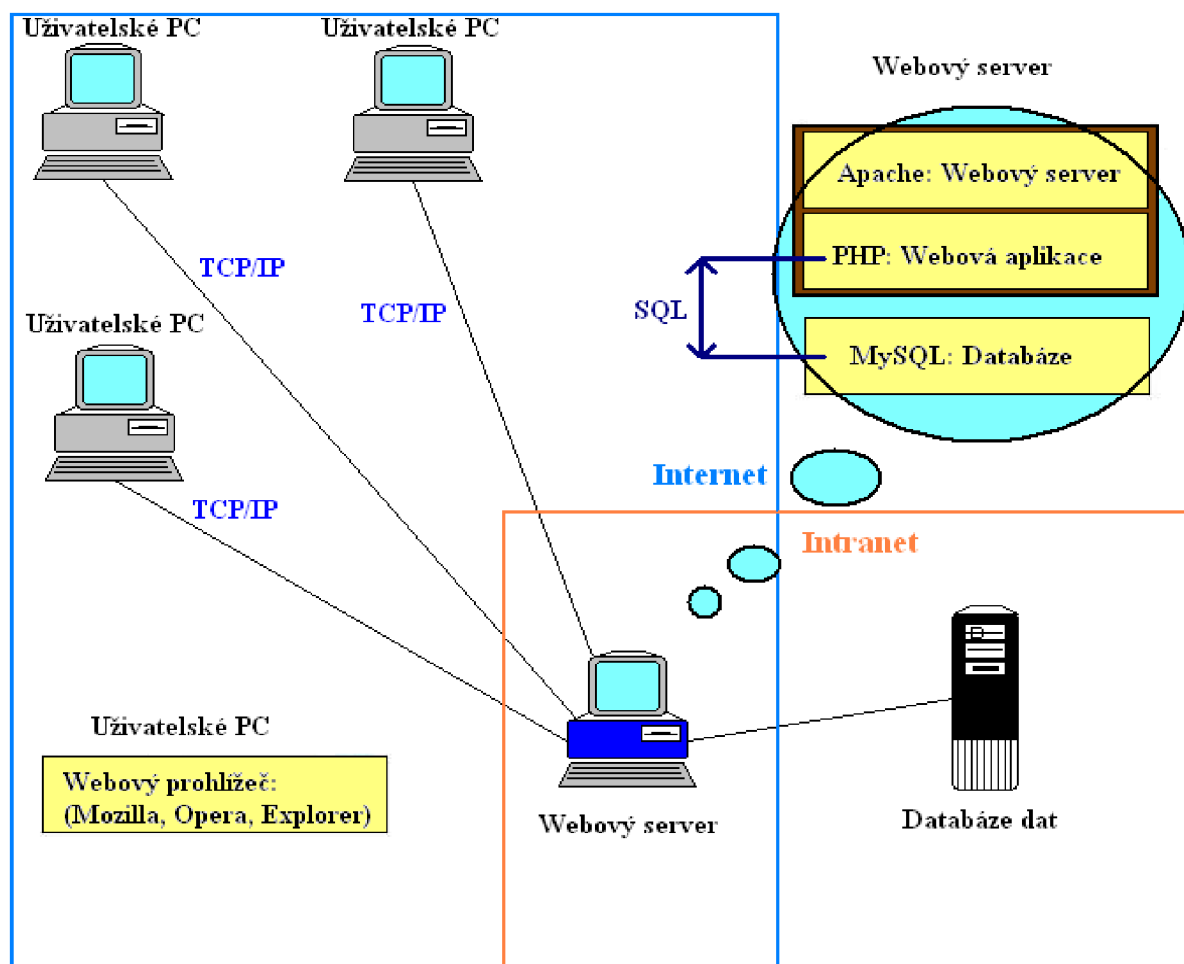 Uživatelské PC
Uživatelské PC
Webový server
Apache: Webový server
PHP: Webová aplikace
SQL
MySQL: Databáze
TCP/IP
TCP/IP
Uživatelské PC
TCP/IP
Internet
Intranet
Uživatelské PC
Webový prohlížeč:
(Mozilla, Opera, Explorer)
Webový server
Databáze dat